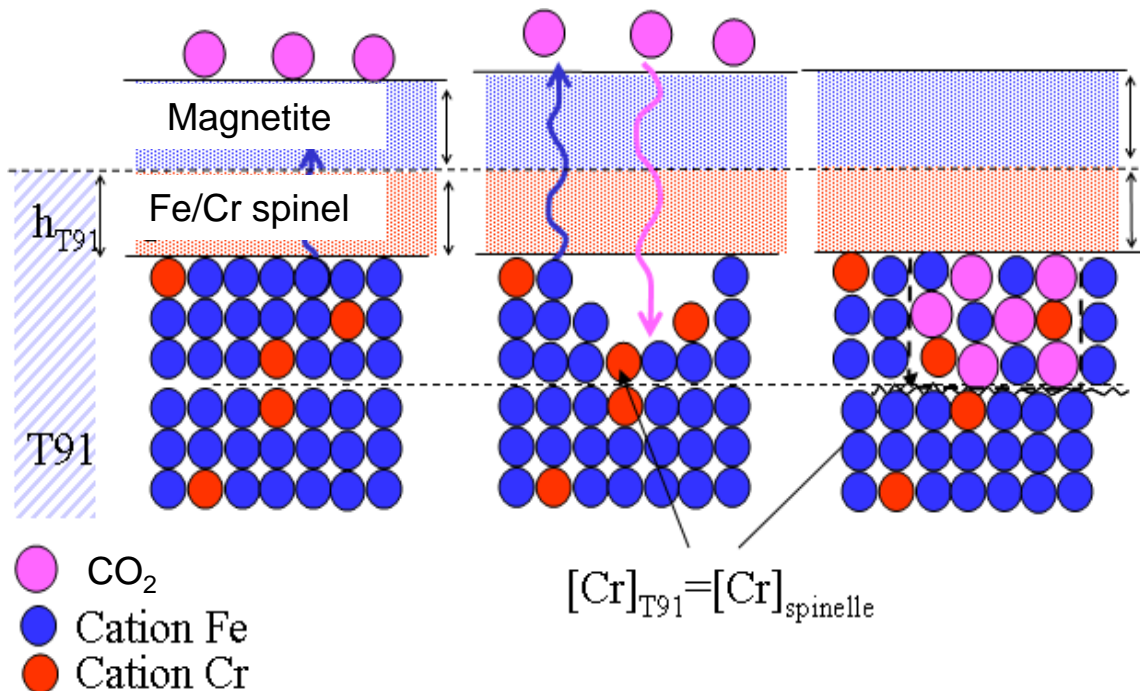 Magnetite
Fe/Cr spinel
hT91
T91
[Cr]T91=[Cr]spinelle
CO2
Cation Fe
Cation Cr